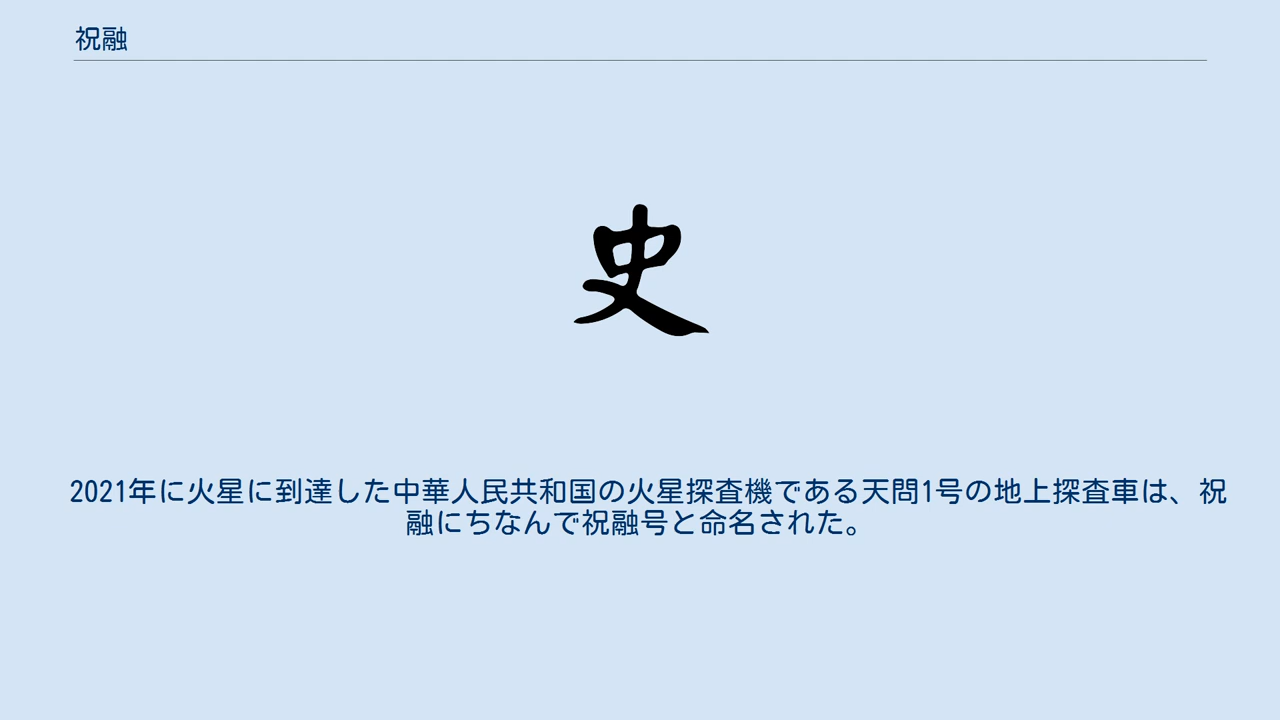 祝融
史
2021年に火星に到達した中華人民共和国の火星探査機である天問1号の地上探査車は、祝
融にちなんで祝融号と命名された。